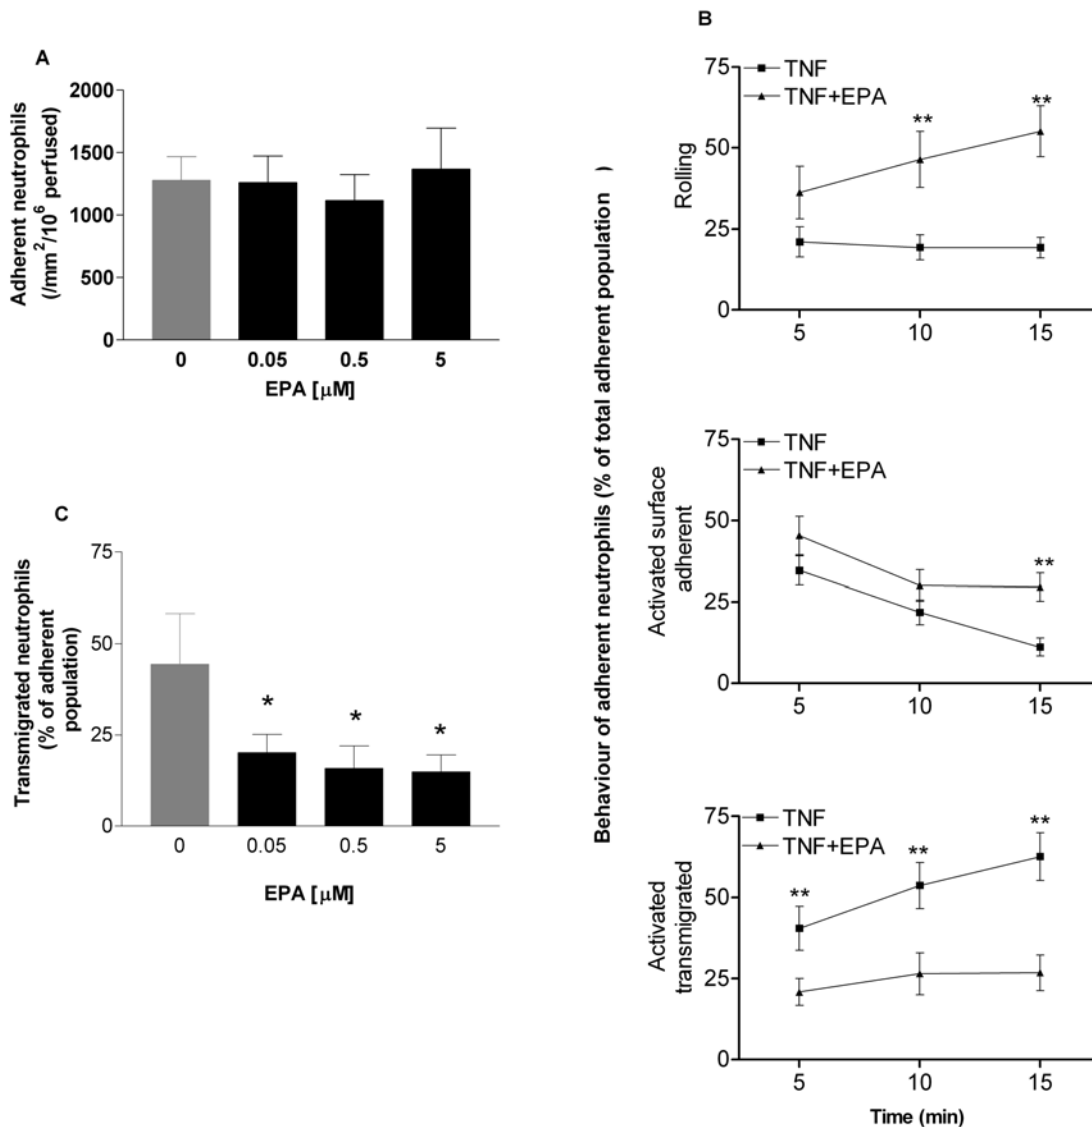 A
Adherent neutrophils
(/mm²/10⁶ perfused)
2000
1500
1000
500
0
0 0.05 0.5 5
EPA [µM]
C
Transmigrated neutrophils
(% of adherent
population)
75
50
25
0
* * *
0 0.05 0.5 5
EPA [µM]
B
Behaviour of adherent neutrophils (% of total adherent population )
Rolling
TNF
TNF+EPA
75
50
25
0
** **
5 10 15
Activated surface
adherent
TNF
TNF+EPA
75
50
25
0
**
5 10 15
Activated
transmigrated
TNF
TNF+EPA
75
50
25
0
** ** **
5 10 15
Time (min)